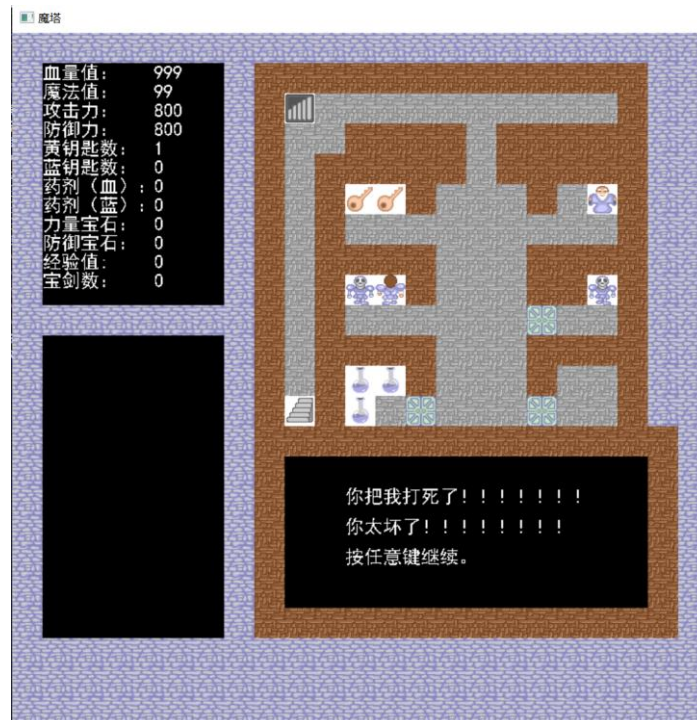 魔塔
血量值： 999
魔法值： 99
攻击力： 800
防御力： 800
黄钥匙数： 1
蓝钥匙数： 0
药剂（血）：0
药剂（蓝）：0
力量宝石： 0
防御宝石： 0
经验值： 0
宝剑数： 0
你把我打死了！！！！！！！
你太坏了！！！！！！！！
按任意键继续。